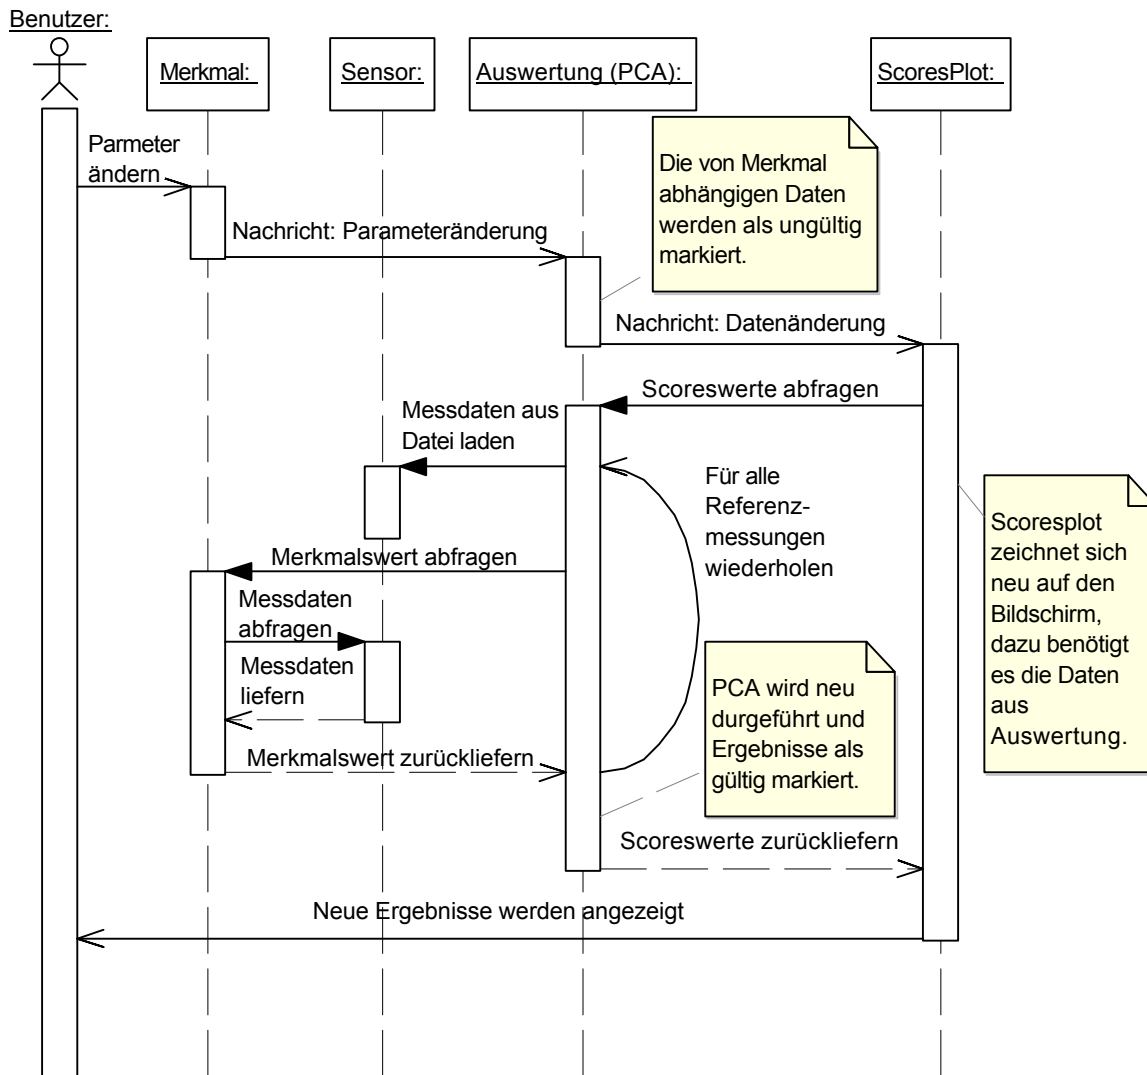 Benutzer:
Merkmal:
Sensor:
Auswertung (PCA):
ScoresPlot:
Parmeter
ändern
Die von Merkmal
abhängigen Daten
werden als ungültig
markiert.
Nachricht: Parameteränderung
Nachricht: Datenänderung
Scoreswerte abfragen
Messdaten aus
Datei laden
Für alle
Referenz-
messungen
wiederholen
Scoresplot
zeichnet sich
neu auf den
Bildschirm,
dazu benötigt
es die Daten
aus
Auswertung.
Merkmalswert abfragen
Messdaten
abfragen
Messdaten
liefern
PCA wird neu
durgeführt und
Ergebnisse als
gültig markiert.
Merkmalswert zurückliefern
Scoreswerte zurückliefern
Neue Ergebnisse werden angezeigt